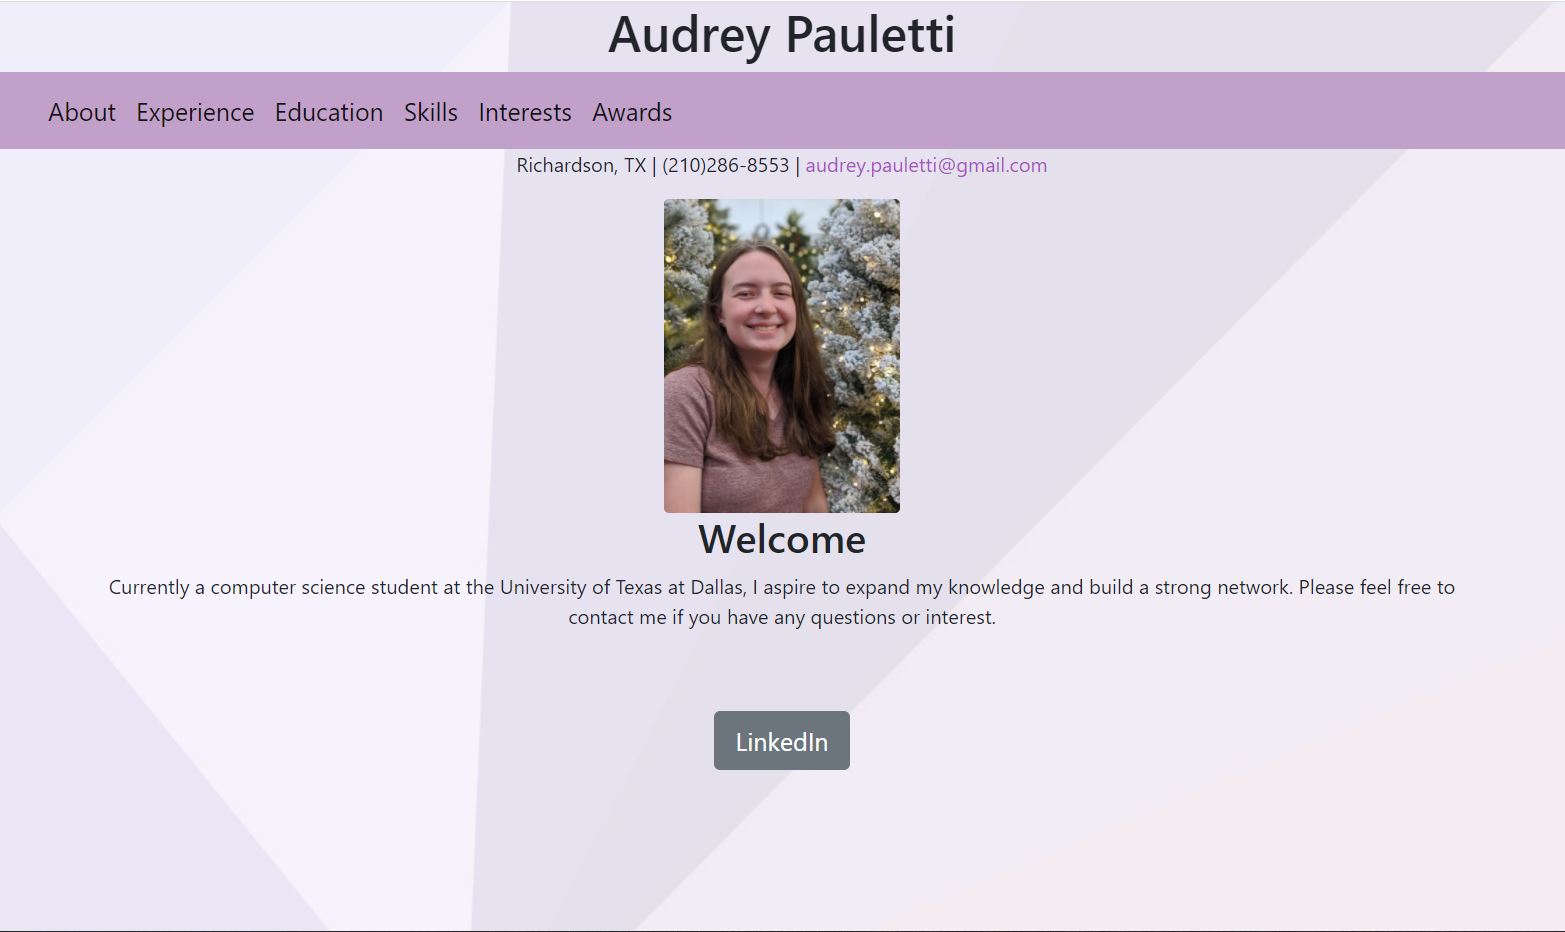 Audrey Pauletti
About Experience Education Skills Interests Awards
Richardson, TX | (210)286-8553 | audrey.pauletti@gmail.com
Welcome
Currently a computer science student at the University of Texas at Dallas, I aspire to expand my knowledge and build a strong network. Please feel free to
contact me if you have any questions or interest.
LinkedIn